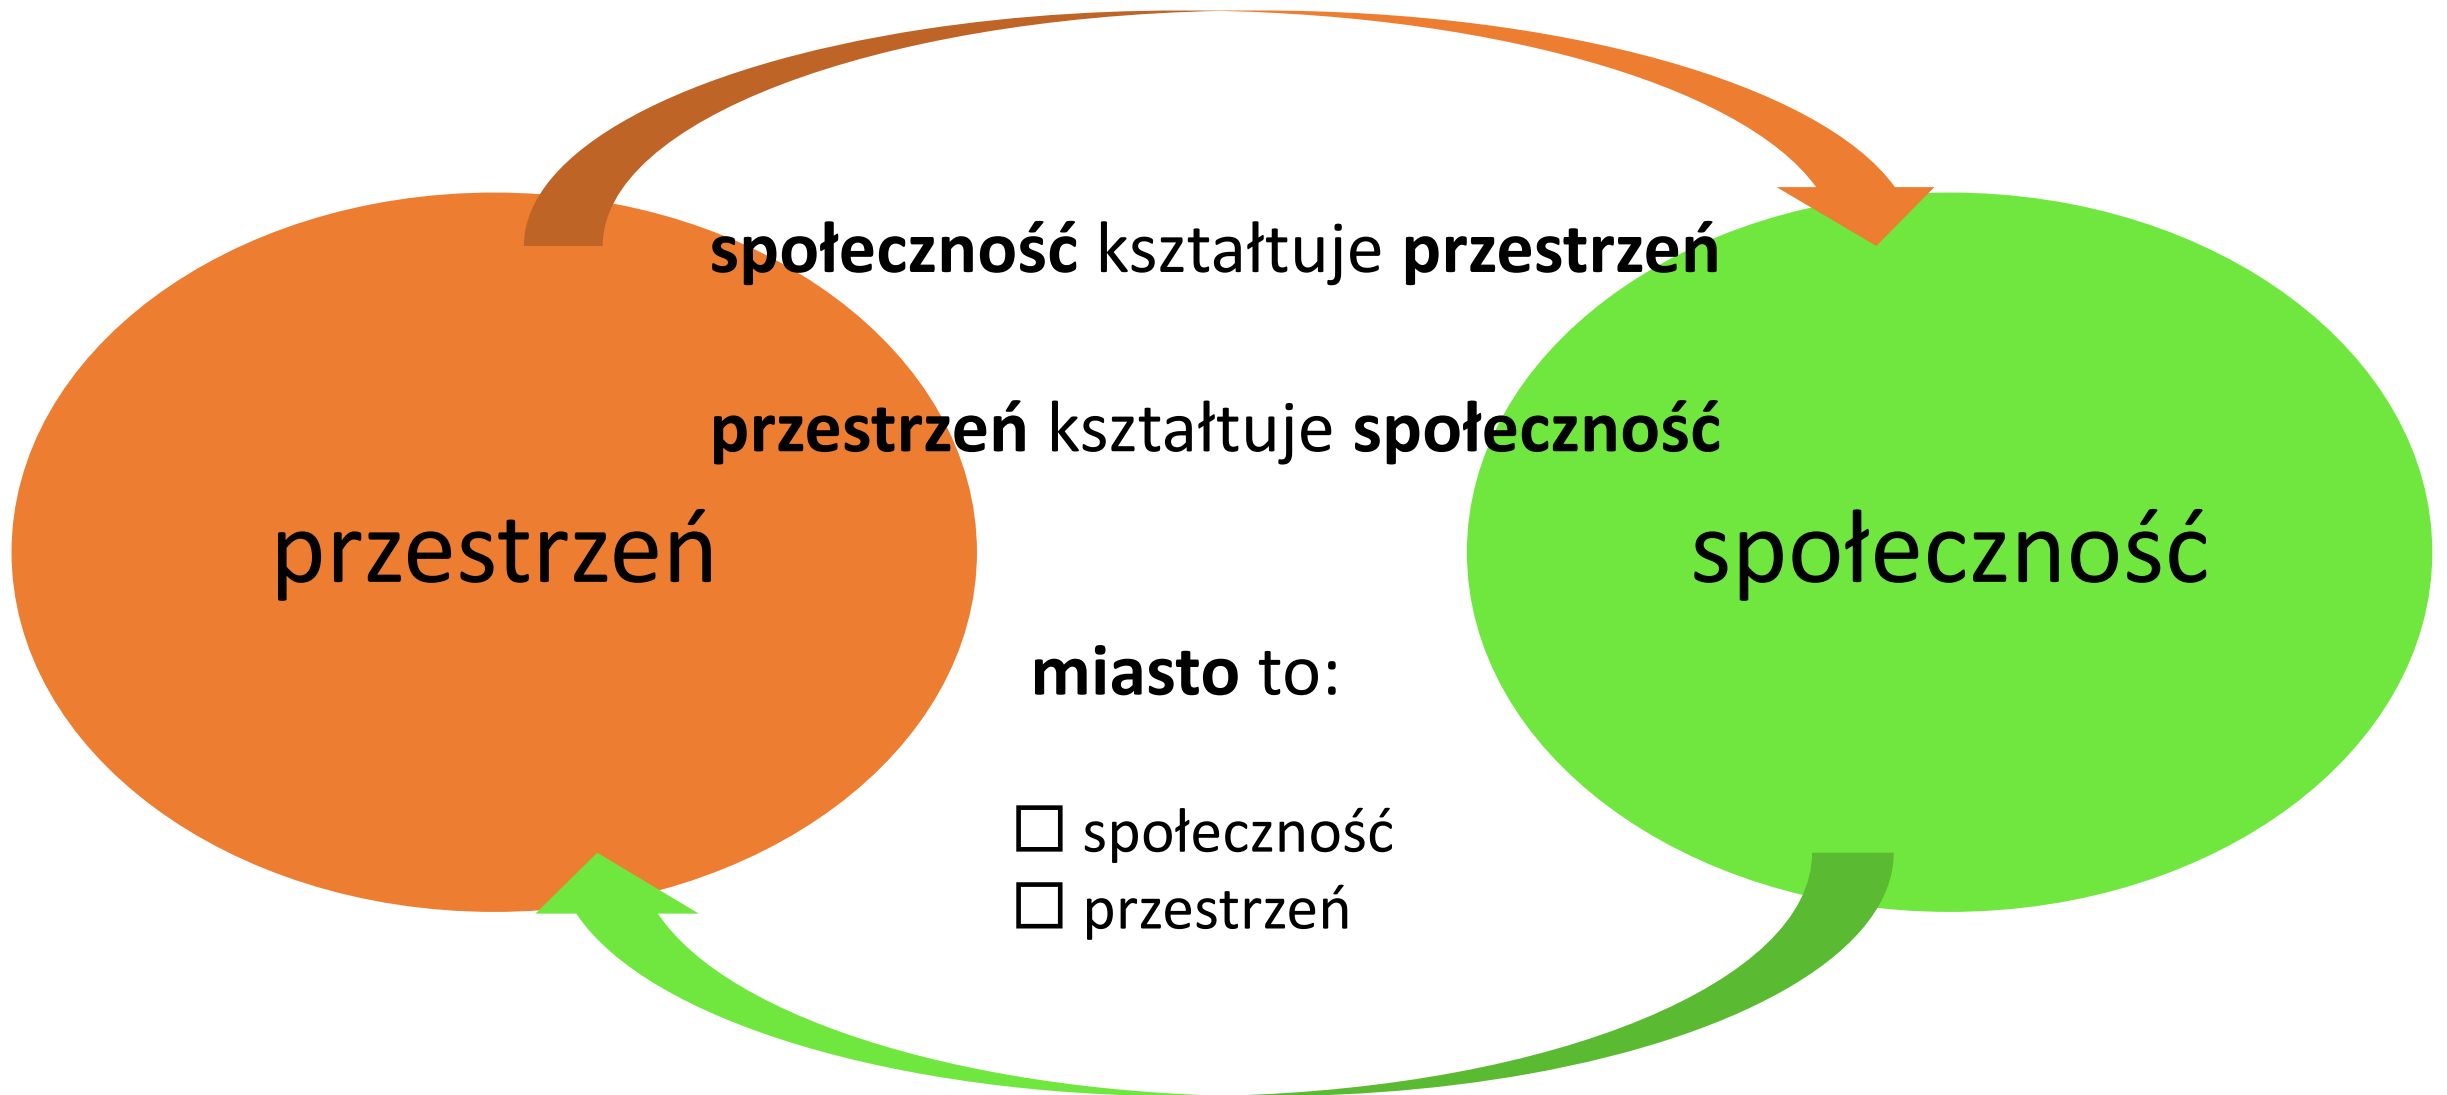 społeczność kształtuje przestrzeń
przestrzeń kształtuje społeczność
przestrzeń
społeczność
miasto to:
☐ społeczność
☐ przestrzeń